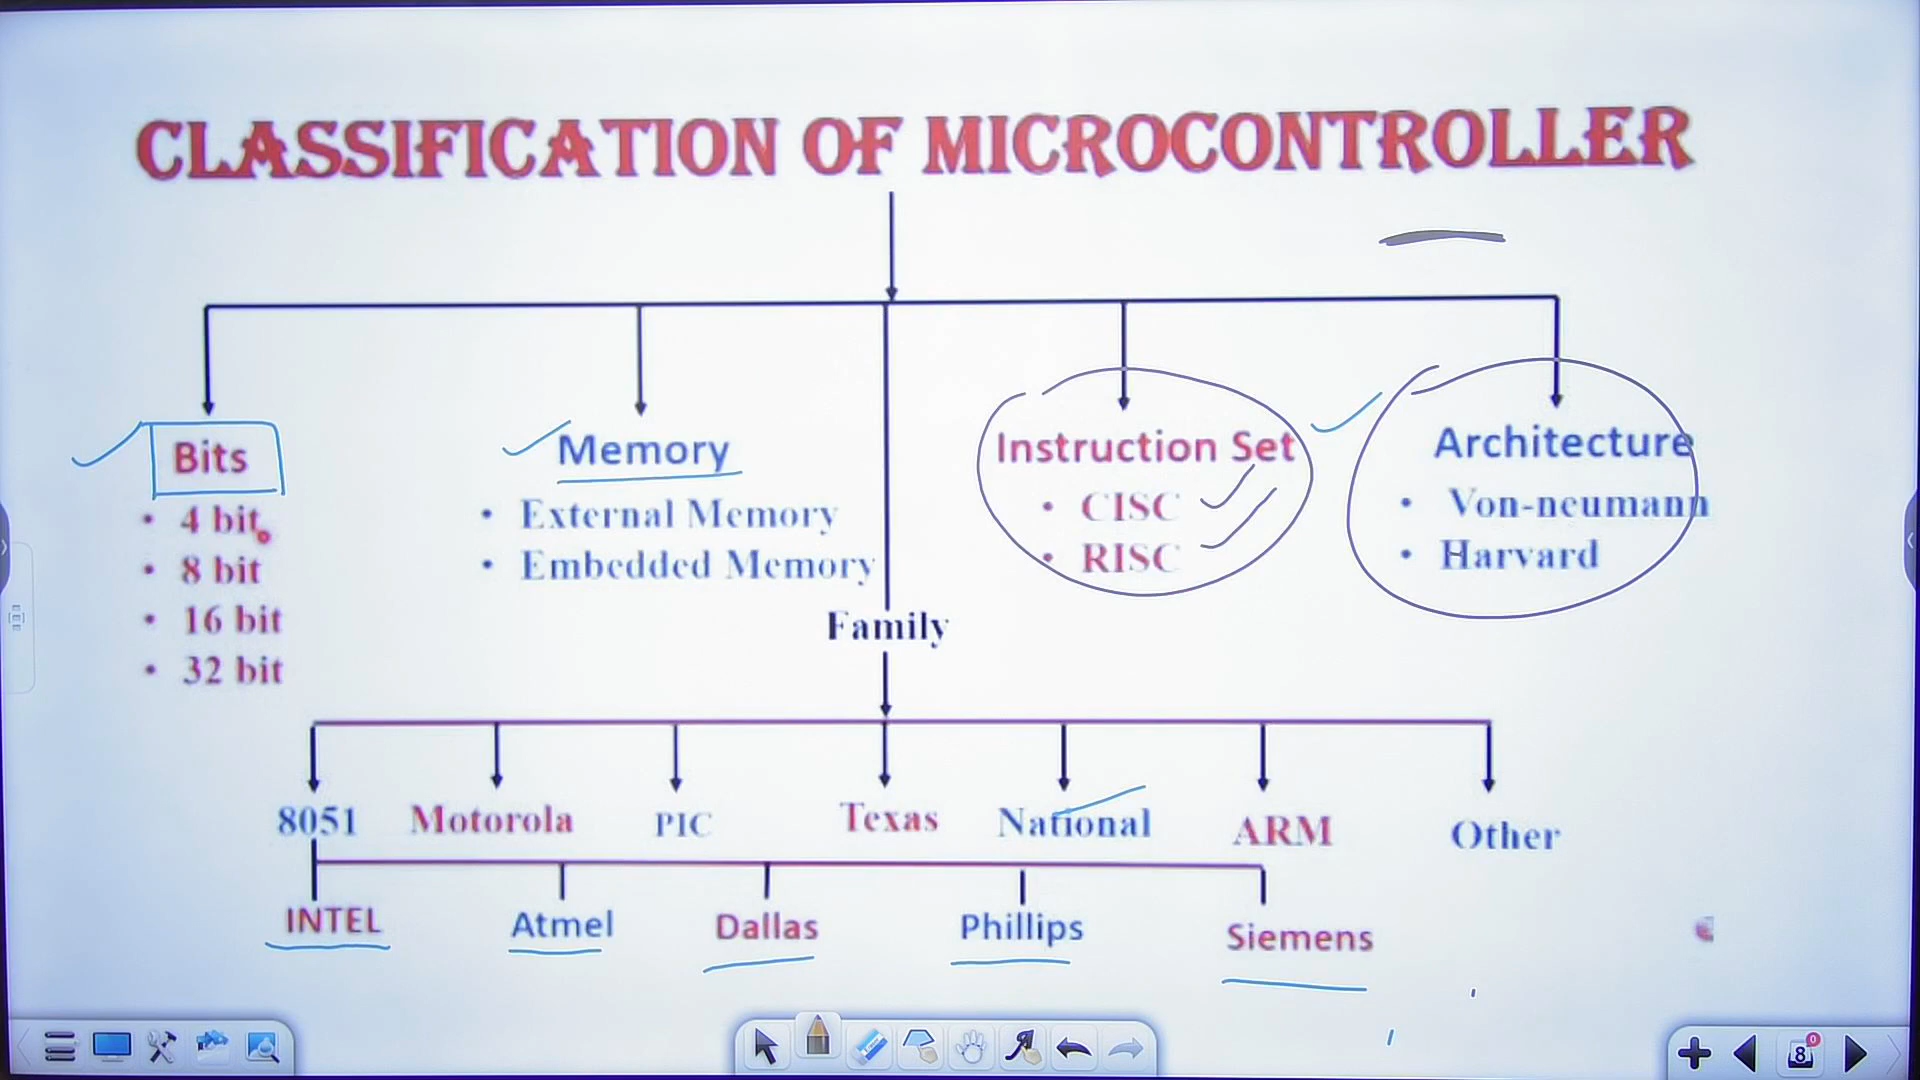 CLASSIFICATION OF MICROCONTROLLER
Bits
• 4 bit
• 8 bit
• 16 bit
• 32 bit
Memory
• External Memory
• Embedded Memory
Instruction Set
• CISC
• RISC
Architecture
• Von-neumann
• Harvard
Family
8051 Motorola PIC Texas National ARM Other
INTEL Atmel Dallas Phillips Siemens
8
0